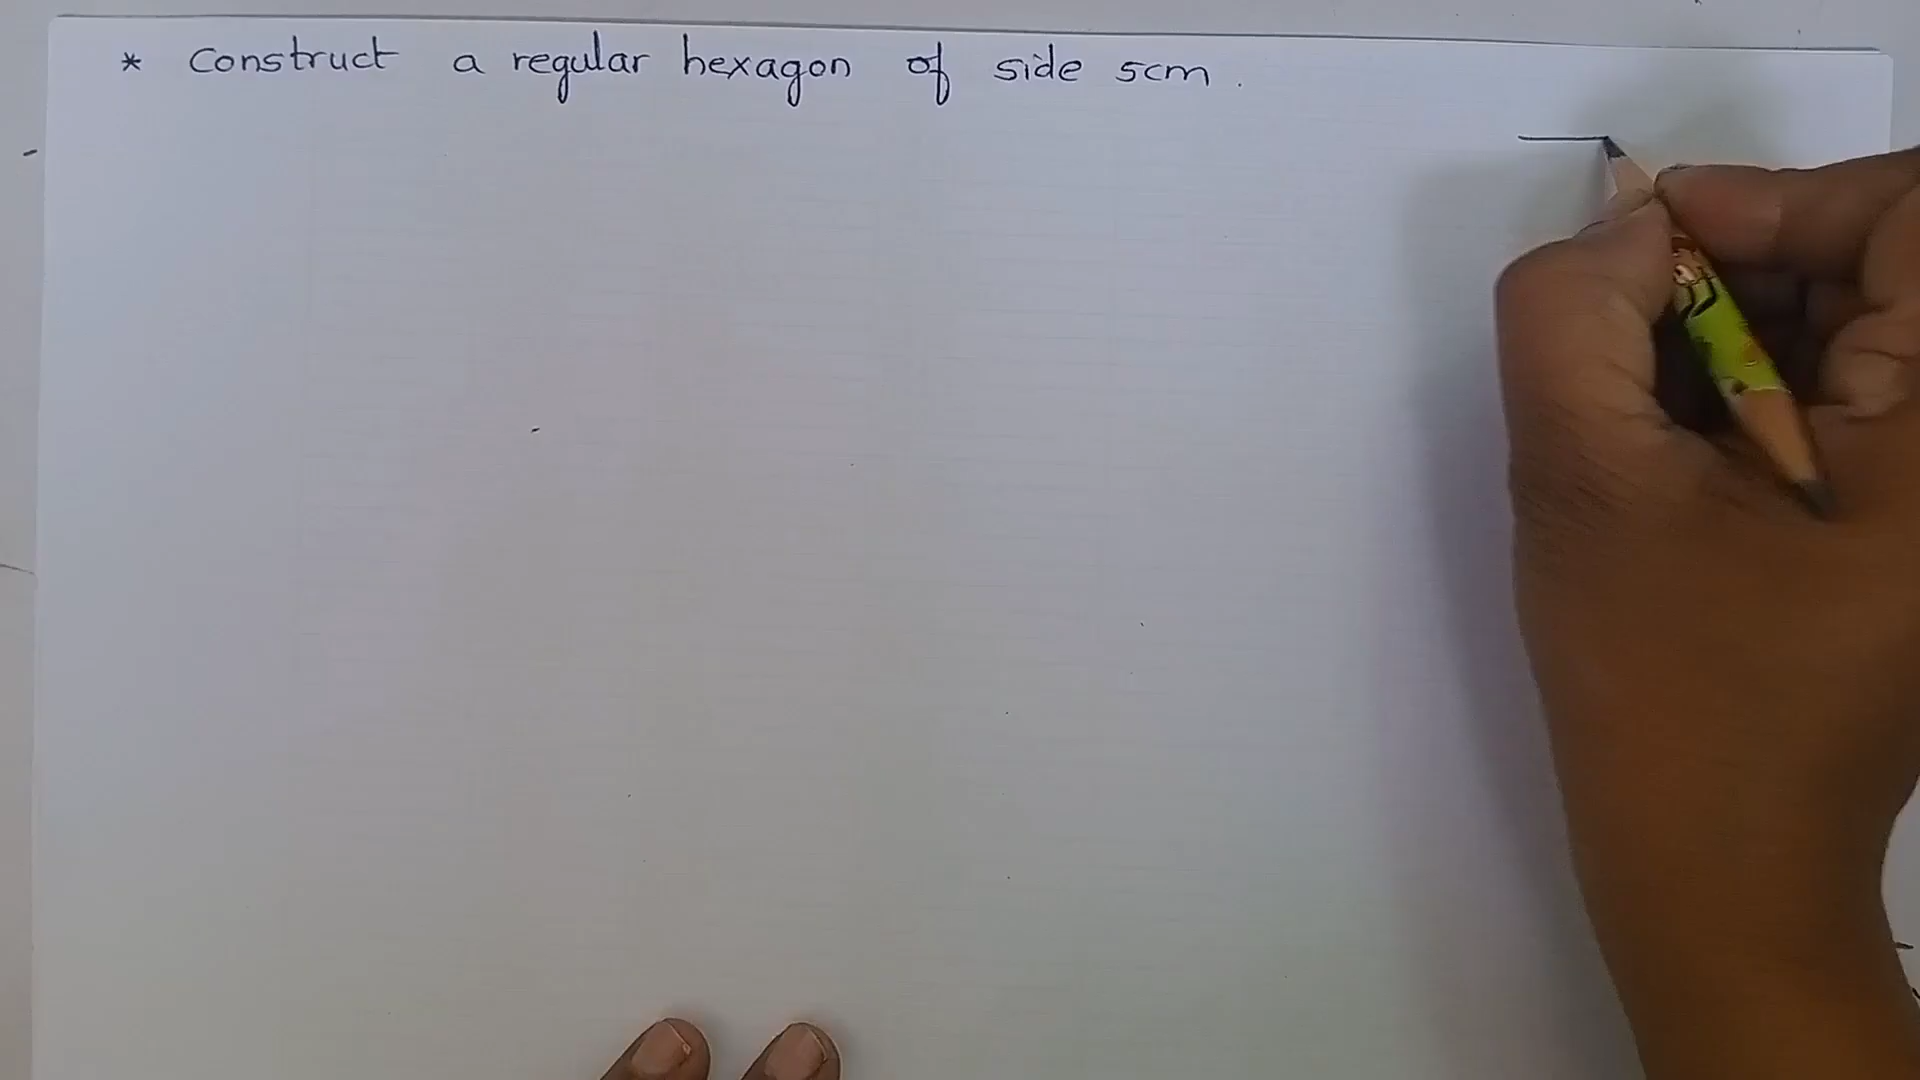 * Construct a regular hexagon of side 5cm .